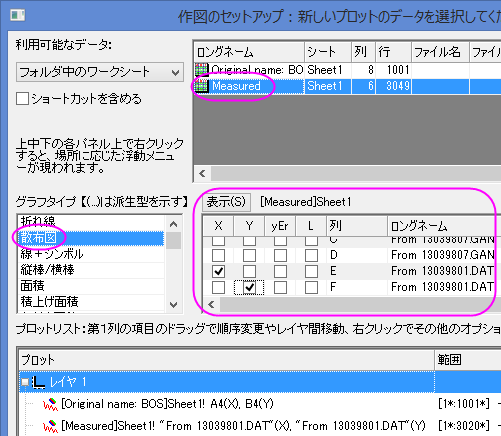 作図のセットアップ：新しいプロットのデータを選択してくだ
利用可能なデータ:
フォルダ中のワークシート
ショートカットを含める
上中下の各パネル上で右クリック
すると、場所に応じた浮動メニュー
が現われます。
ロングネーム シート 列 行 ファイル名 ファイ
Original name: BO Sheet1 8 1001
Measured Sheet1 6 3049
グラフタイプ【(...)は派生型を示す】
折れ線
散布図
線+シンボル
縦棒/横棒
面積
積上げ面積
表示(S) [Measured]Sheet1
X Y yEr L 列 ロングネーム
C From 13039807.GAN
D From 13039807.GAN
E From 13039801.DAT
F From 13039801.DAT
プロットリスト：第1列の項目のドラッグで順序変更やレイヤ間移動、右クリックでその他のオプショ
プロット 範囲
レイヤ 1
[Original name: BOS]Sheet1! A4(X), B4(Y) [1*:1001*]
[Measured]Sheet1! "From 13039801.DAT"(X), "From 13039801.DAT"(Y) [1*:3020*]